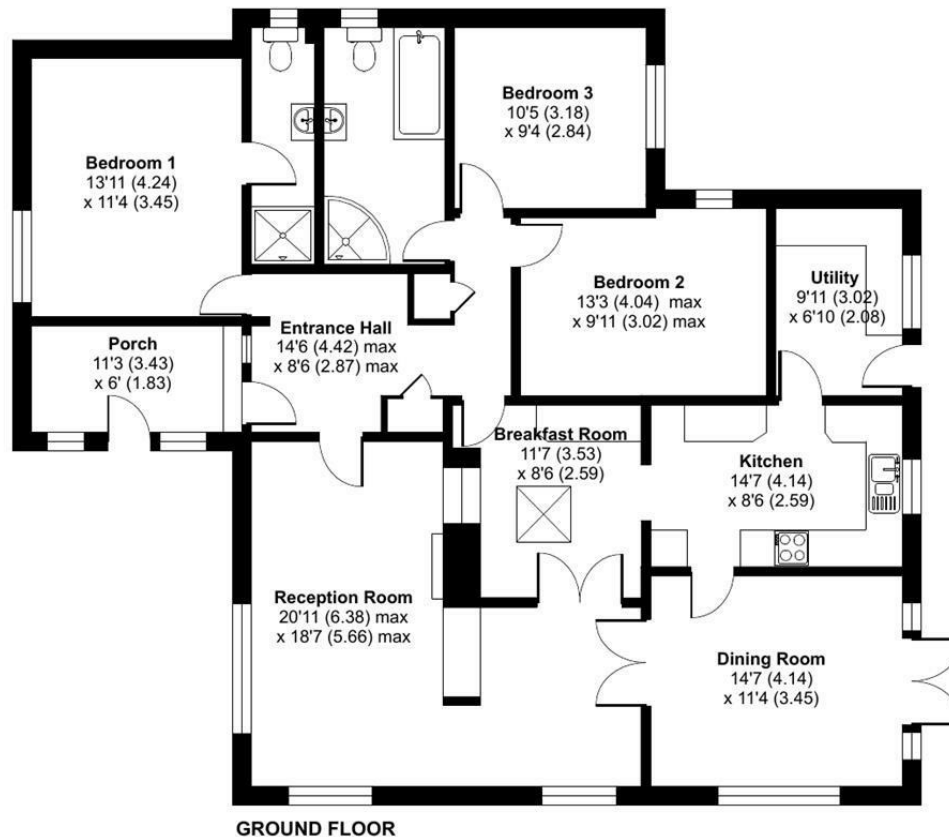 Bedroom 3
10'5 (3.18)
x 9'4 (2.84)
Bedroom 1
13'11 (4.24)
x 11'4 (3.45)
Bedroom 2
13'3 (4.04) max
x 9'11 (3.02) max
Utility
9'11 (3.02)
x 6'10 (2.08)
Entrance Hall
14'6 (4.42) max
x 8'6 (2.87) max
Porch
11'3 (3.43)
x 6' (1.83)
Breakfast Room
11'7 (3.53)
x 8'6 (2.59)
Kitchen
14'7 (4.14)
x 8'6 (2.59)
Reception Room
20'11 (6.38) max
x 18'7 (5.66) max
Dining Room
14'7 (4.14)
x 11'4 (3.45)
GROUND FLOOR